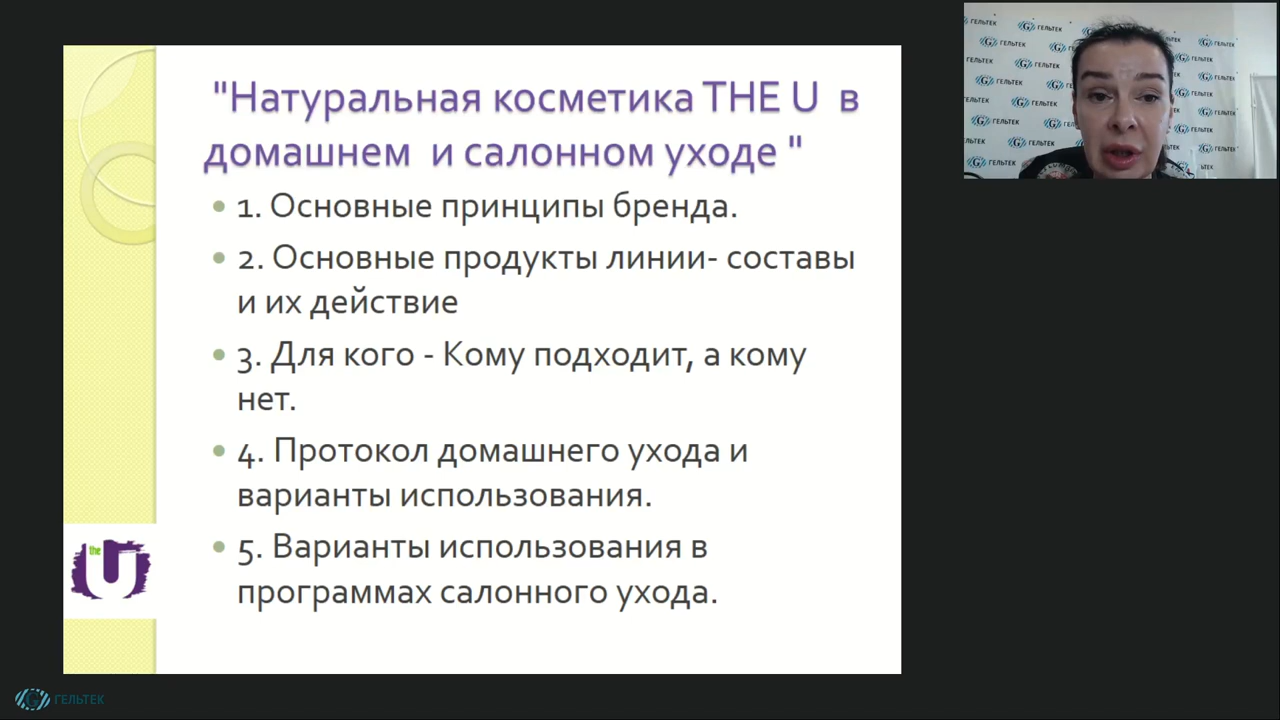 "Натуральная косметика THE U в
домашнем и салонном уходе "
1. Основные принципы бренда.
2. Основные продукты линии- составы
и их действие
3. Для кого - Кому подходит, а кому
нет.
4. Протокол домашнего ухода и
варианты использования.
5. Варианты использования в
программах салонного ухода.
the U
ГЕЛЬТЕК